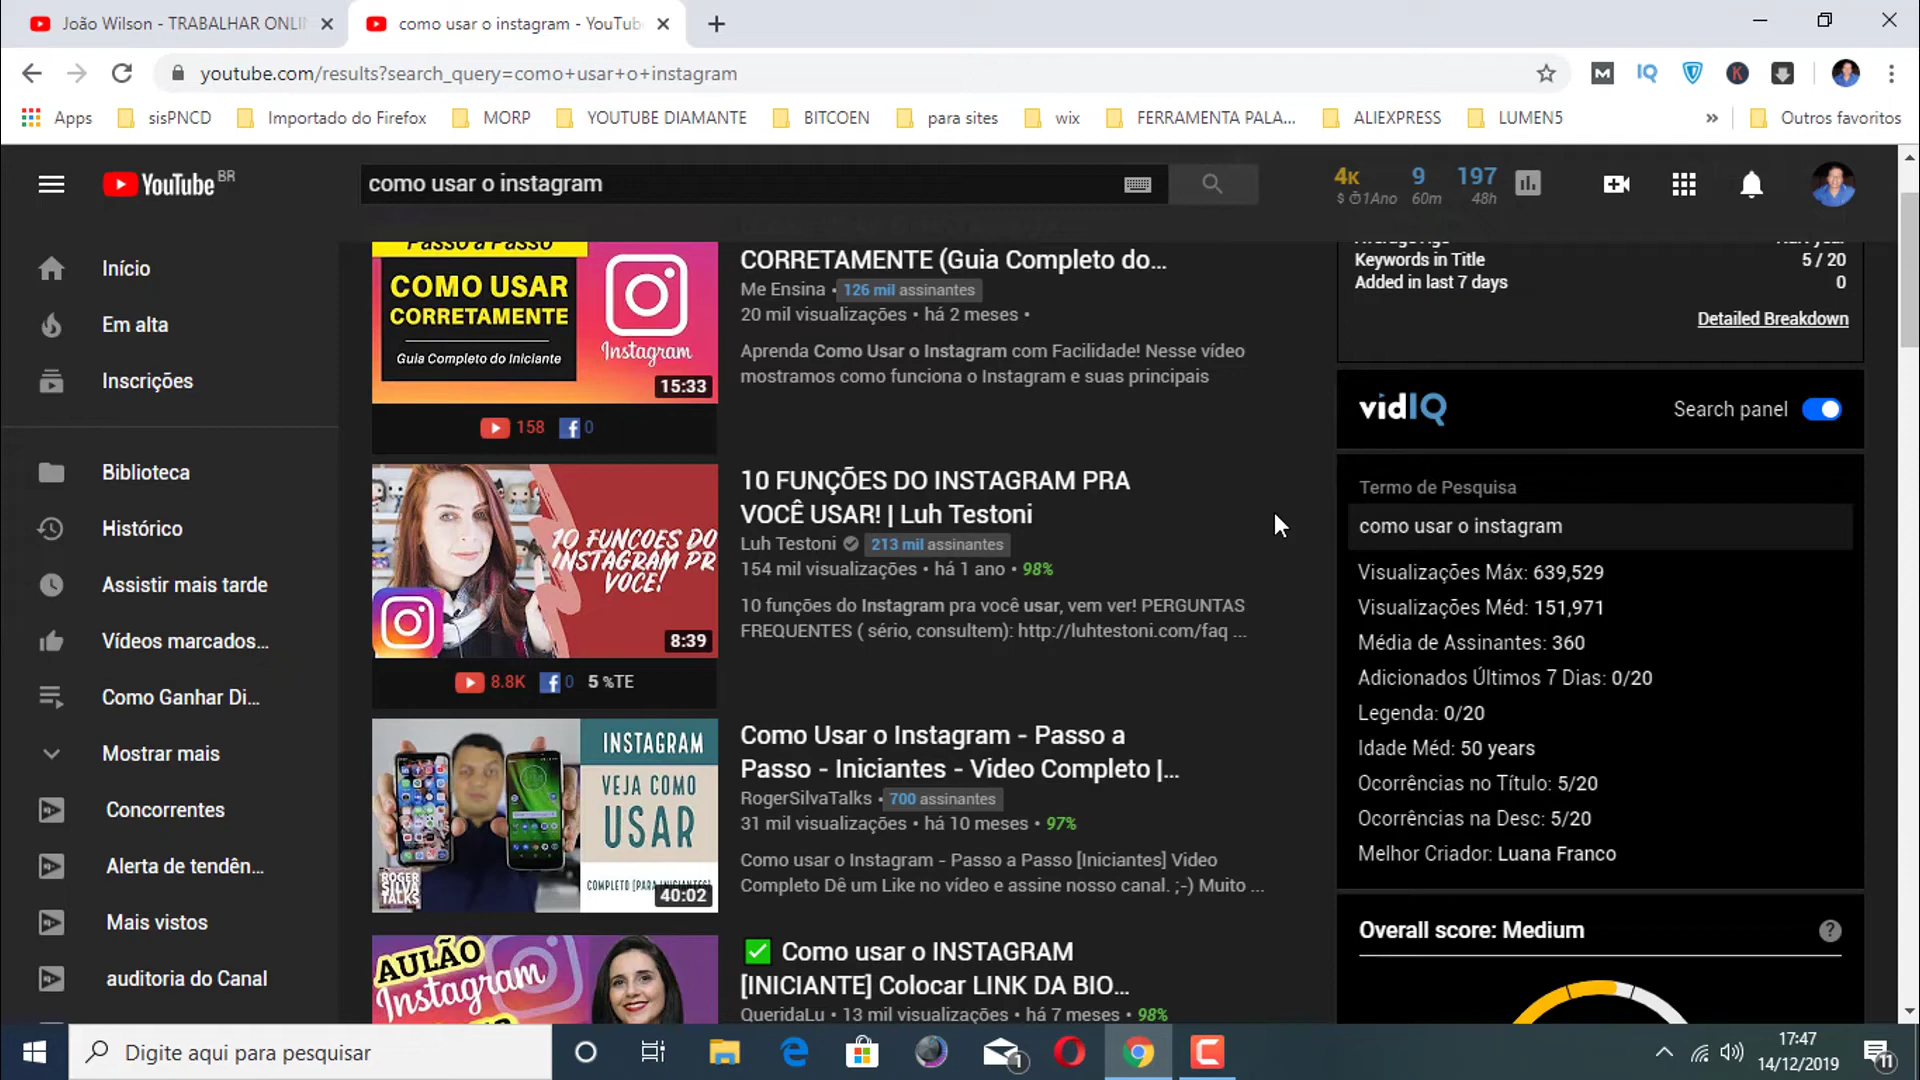 João Wilson - TRABALHAR ONLI
como usar o instagram - YouTub
youtube.com/results?search_query=como+usar+o+instagram
Apps
sisPNCD
Importado do Firefox
MORP
YOUTUBE DIAMANTE
BITCOEN
para sites
wix
FERRAMENTA PALA...
ALIEXPRESS
LUMEN5
Outros favoritos
YouTube BR
como usar o instagram
4K
$ 1Ano
9
60m
197
48h
Início
Em alta
Inscrições
Biblioteca
Histórico
Assistir mais tarde
Vídeos marcados...
Como Ganhar Di...
Mostrar mais
Concorrentes
Alerta de tendên...
Mais vistos
auditoria do Canal
Passo a Passo
COMO USAR
CORRETAMENTE
Guia Completo do Iniciante
Instagram
15:33
158
0
CORRETAMENTE (Guia Completo do...
Me Ensina • 126 mil assinantes
20 mil visualizações • há 2 meses •
Aprenda Como Usar o Instagram com Facilidade! Nesse vídeo
mostramos como funciona o Instagram e suas principais
10 FUNCOES DO
INSTAGRAM PR
VOCE!
8:39
8.8K
0
5 %TE
10 FUNÇÕES DO INSTAGRAM PRA
VOCÊ USAR! | Luh Testoni
Luh Testoni 213 mil assinantes
154 mil visualizações • há 1 ano • 98%
10 funções do Instagram pra você usar, vem ver! PERGUNTAS
FREQUENTES ( sério, consultem): http://luhtestoni.com/faq ...
INSTAGRAM
VEJA COMO
USAR
COMPLETO [PARA INICIANTES]
ROGER
SILVA
TALKS
40:02
Como Usar o Instagram - Passo a
Passo - Iniciantes - Video Completo |...
RogerSilvaTalks • 700 assinantes
31 mil visualizações • há 10 meses • 97%
Como usar o Instagram - Passo a Passo [Iniciantes] Video
Completo Dê um Like no vídeo e assine nosso canal. ;-) Muito ...
AULÃO
Instagram
Como usar o INSTAGRAM
[INICIANTE] Colocar LINK DA BIO...
QueridaLu • 13 mil visualizações • há 7 meses • 98%
Keywords in Title 5 / 20
Added in last 7 days 0
Detailed Breakdown
vidIQ
Search panel
Termo de Pesquisa
como usar o instagram
Visualizações Máx: 639,529
Visualizações Méd: 151,971
Média de Assinantes: 360
Adicionados Últimos 7 Dias: 0/20
Legenda: 0/20
Idade Méd: 50 years
Ocorrências no Título: 5/20
Ocorrências na Desc: 5/20
Melhor Criador: Luana Franco
Overall score: Medium
?
Digite aqui para pesquisar
1
17:47
14/12/2019
11